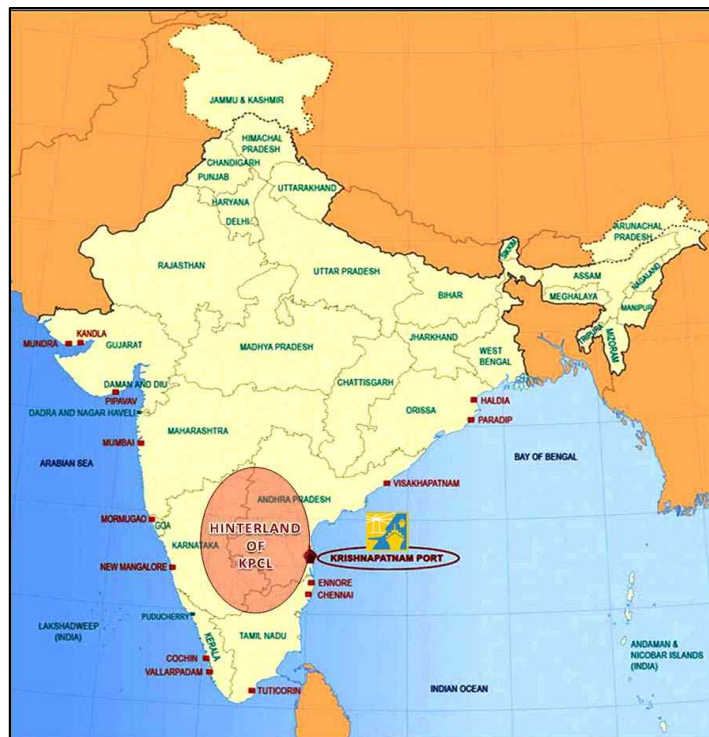 JAMMU & KASHMIR
HIMACHAL
PRADESH
CHANDIGARH
PUNJAB
UTTARAKHAND
HARYANA
DELHI
ARUNACHAL
PRADESH
SIKKIM
RAJASTHAN
UTTAR PRADESH
ASSAM
NAGALAND
BIHAR
MEGHALAYA
MANIPUR
KANDLA
MUNDRA
GUJARAT
MADHYA PRADESH
JHARKHAND
WEST
BENGAL
TRIPURA
MIZORAM
CHATTISGARH
DAMAN AND DIU
PIPAVAV
DADRA AND NAGAR HAVELI
ORISSA
HALDIA
PARADIP
MAHARASHTRA
MUMBAI
ARABIAN SEA
BAY OF BENGAL
VISAKHAPATNAM
ANDHRA PRADESH
MORMUGAO
GOA
HINTERLAND
OF
KPCL
KARNATAKA
KRISHNAPATNAM PORT
NEW MANGALORE
ENNORE
CHENNAI
PUDUCHERRY
LAKSHADWEEP
(INDIA)
KERALA
TAMIL NADU
ANDAMAN &
NICOBAR ISLANDS
(INDIA)
COCHIN
VALLARPADAM
TUTICORIN
INDIAN OCEAN